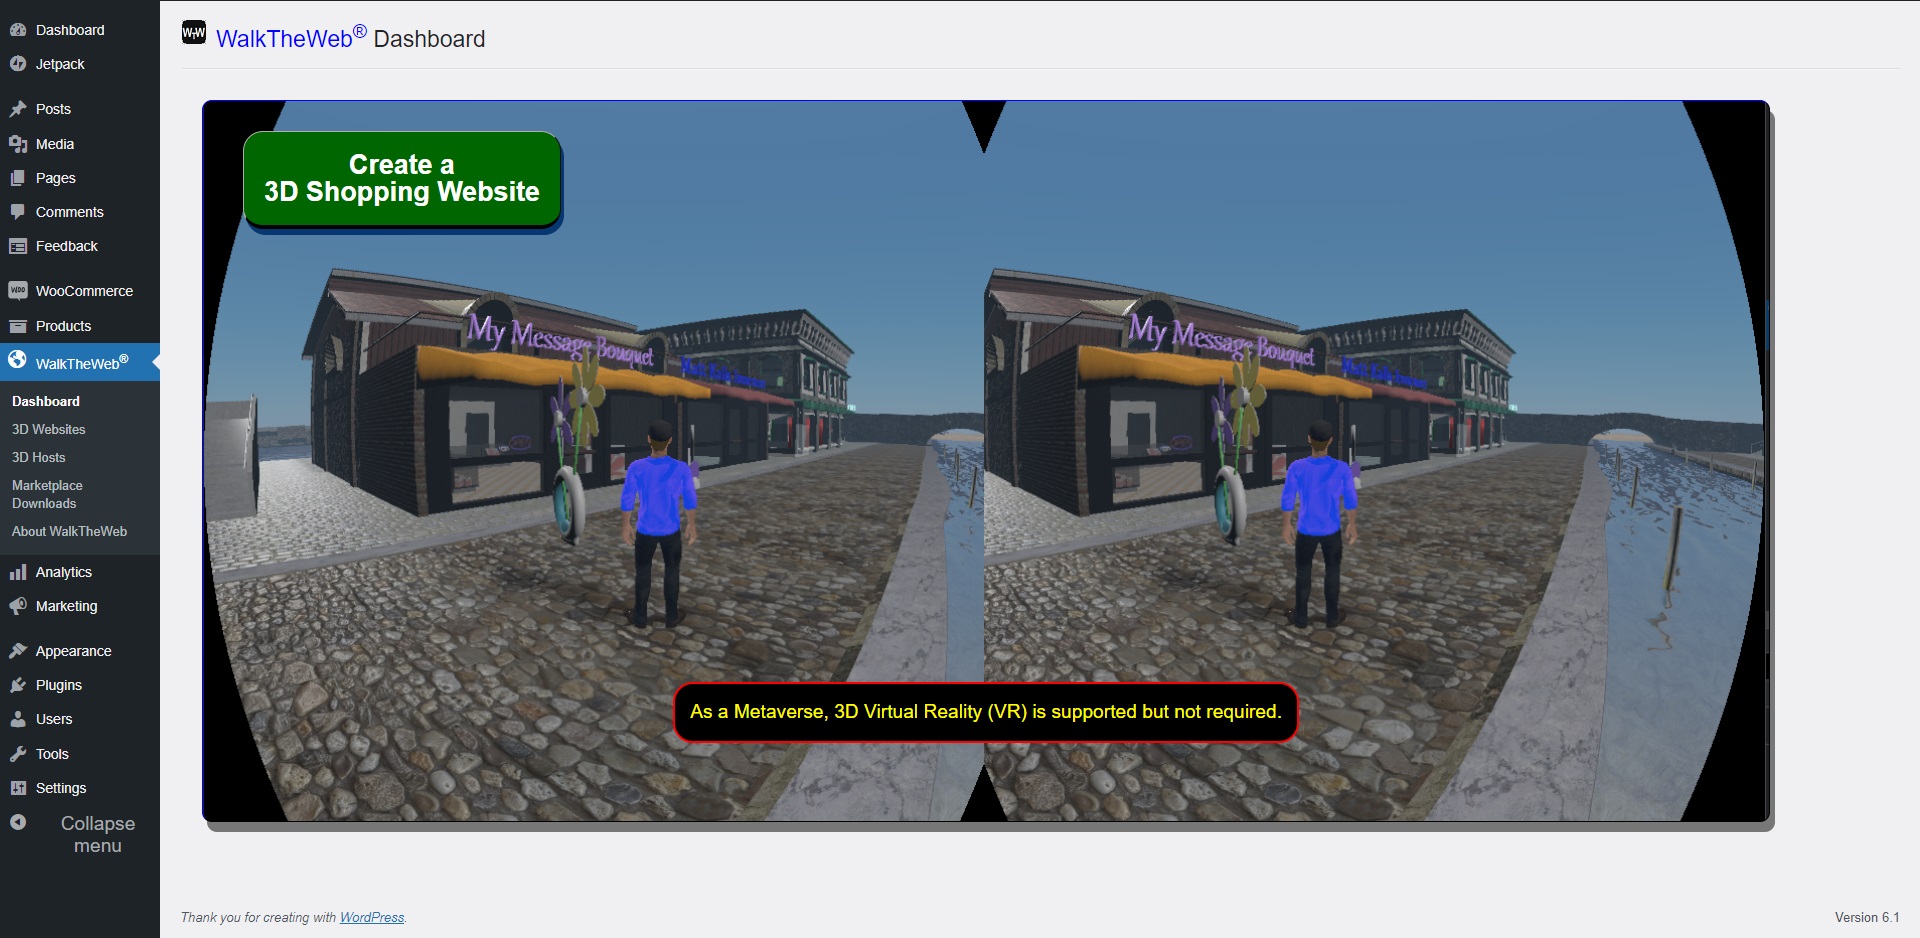 Dashboard
Jetpack
Posts
Media
Pages
Comments
Feedback
WooCommerce
Products
WalkTheWeb®
Dashboard
3D Websites
3D Hosts
Marketplace
Downloads
About WalkTheWeb
Analytics
Marketing
Appearance
Plugins
Users
Tools
Settings
Collapse
menu
WTW WalkTheWeb® Dashboard
Create a
3D Shopping Website
My Message Bouquet
My Message Bouquet
As a Metaverse, 3D Virtual Reality (VR) is supported but not required.
Thank you for creating with WordPress.
Version 6.1